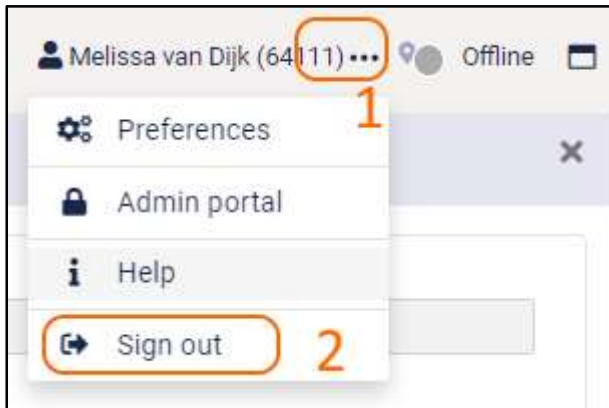 Melissa van Dijk (64111) ••• Offline
1
Preferences
Admin portal
Help
Sign out
2